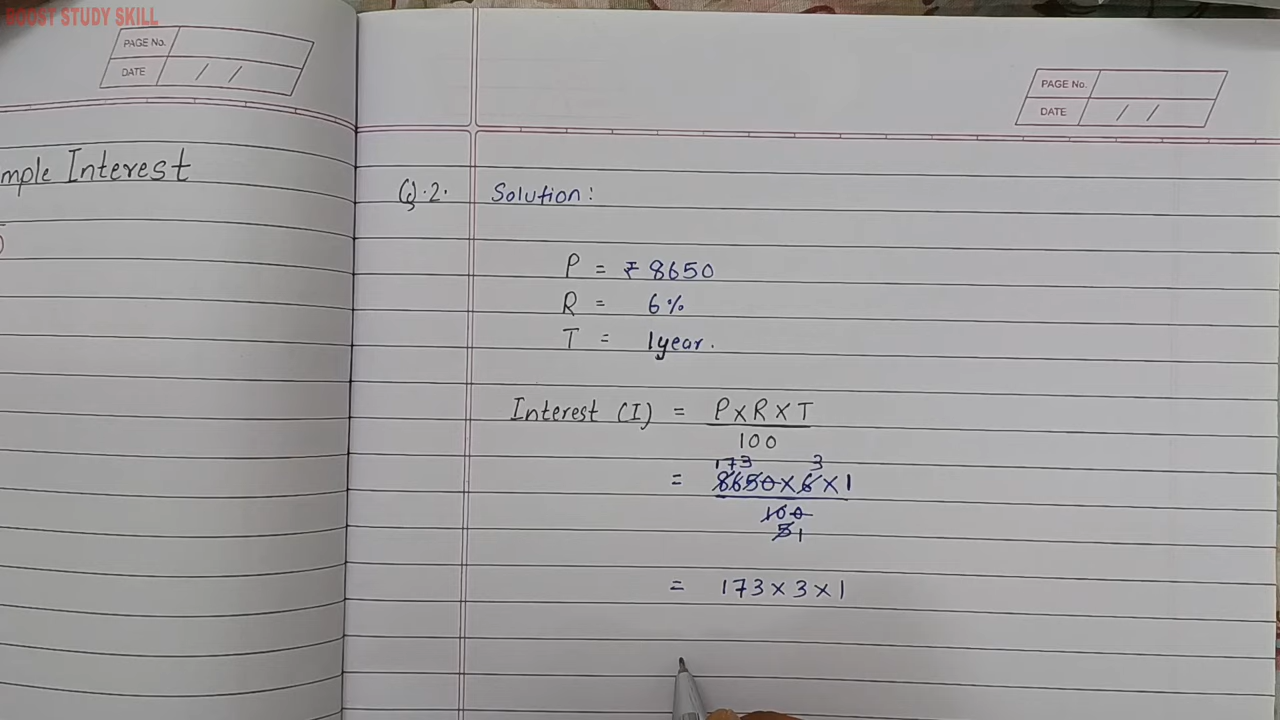 BOOST STUDY SKILL
PAGE No.
DATE / /
mple Interest
PAGE No.
DATE / /
Q.2. Solution:
P = ₹ 8650
R = 6%
T = 1year.
Interest (I) = P×R×T
100
173 3
= 8650×6×1
100
5 1
= 173×3×1